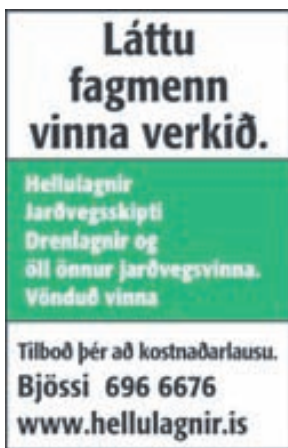 Láttu
fagmenn
vinna verkið.
Hellulagnir
Jarðvegsskipti
Drenlagnir og
öll önnur jarðvegsvinna.
Vönduð vinna
Tilboð þér að kostnaðarlausu.
Bjössi 696 6676
www.hellulagnir.is